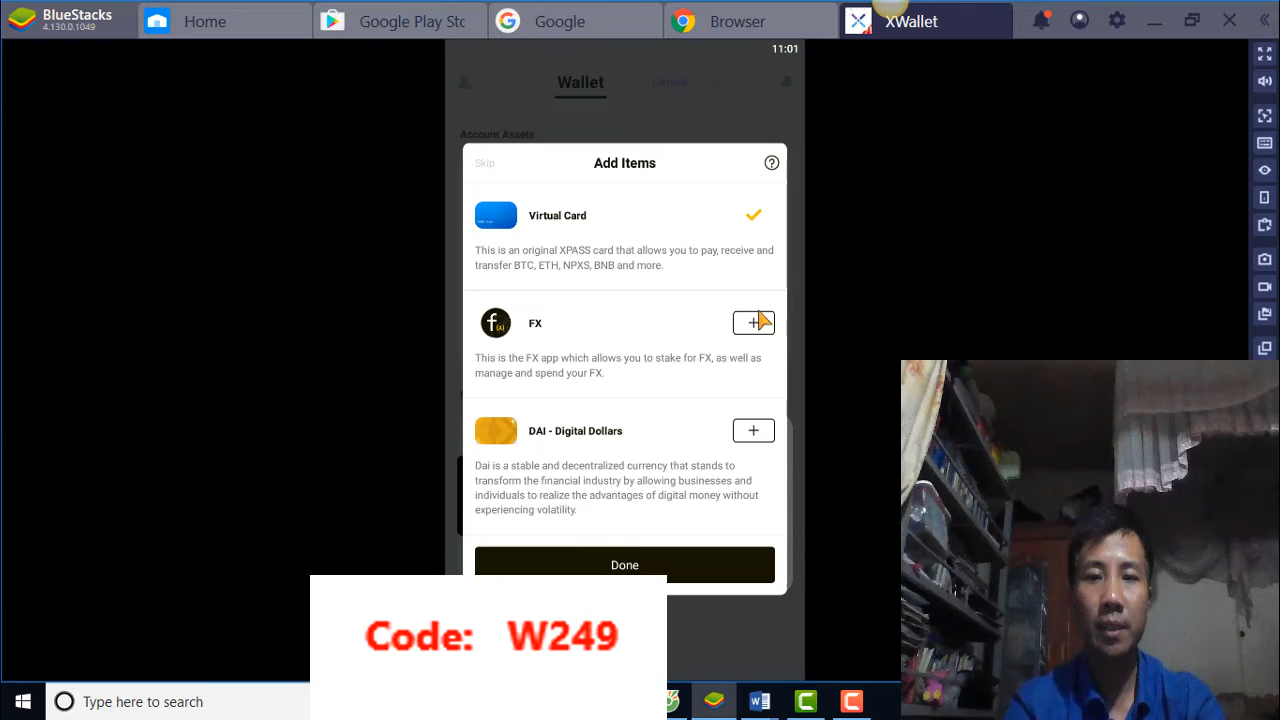 BlueStacks
4.130.0.1049
Home
Google Play Stc
Google
Browser
XWallet
11:01
Wallet
Canvas
Account Assets
Skip
Add Items
Virtual Card
This is an original XPASS card that allows you to pay, receive and
transfer BTC, ETH, NPXS, BNB and more.
f(x)
FX
This is the FX app which allows you to stake for FX, as well as
manage and spend your FX.
DAI - Digital Dollars
Dai is a stable and decentralized currency that stands to
transform the financial industry by allowing businesses and
individuals to realize the advantages of digital money without
experiencing volatility.
Done
Code: W249
Type here to search